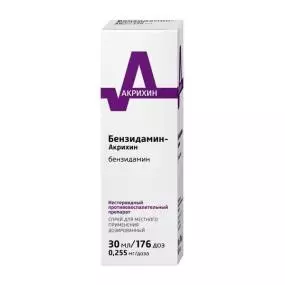 АКРИХИН
Бензидамин-
Акрихин
бензидамин
Нестероидный
противовоспалительный
препарат
СПРЕЙ ДЛЯ МЕСТНОГО
ПРИМЕНЕНИЯ
ДОЗИРОВАННЫЙ
30 мл/176 доз
0,255 мг/доза